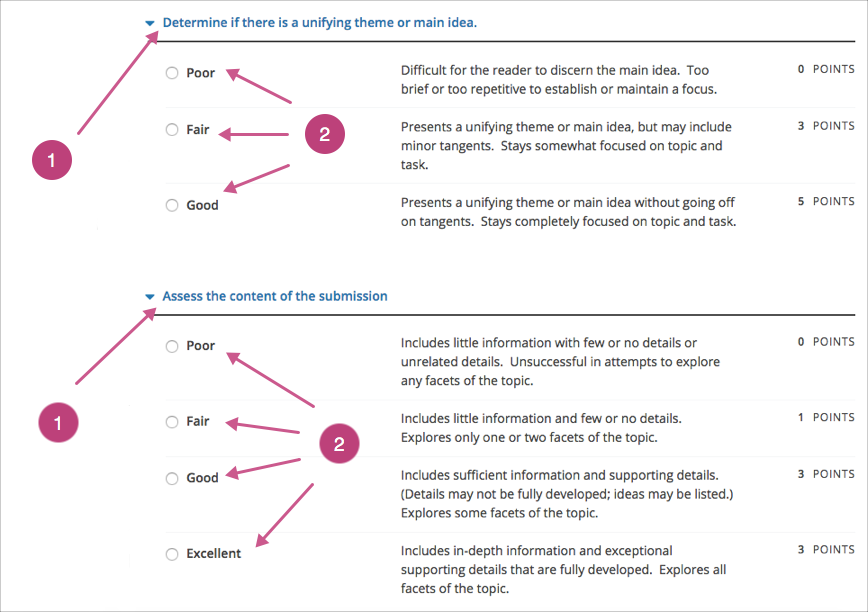 Determine if there is a unifying theme or main idea.
Poor
Difficult for the reader to discern the main idea.  Too
0 POINTS
brief or too repetitive to establish or maintain a focus.
2
1
Fair
Presents a unifying theme or main idea, but may include
3 POINTS
minor tangents.  Stays somewhat focused on topic and
task.
Good
Presents a unifying theme or main idea without going off
5 POINTS
on tangents.  Stays completely focused on topic and task.
Assess the content of the submission
Poor
Includes little information with few or no details or
0 POINTS
unrelated details.  Unsuccessful in attempts to explore
any facets of the topic.
1
2
Fair
Includes little information and few or no details.
1 POINTS
Explores only one or two facets of the topic.
Good
Includes sufficient information and supporting details.
3 POINTS
(Details may not be fully developed; ideas may be listed.)
Explores some facets of the topic.
Excellent
Includes in-depth information and exceptional
3 POINTS
supporting details that are fully developed.  Explores all
facets of the topic.